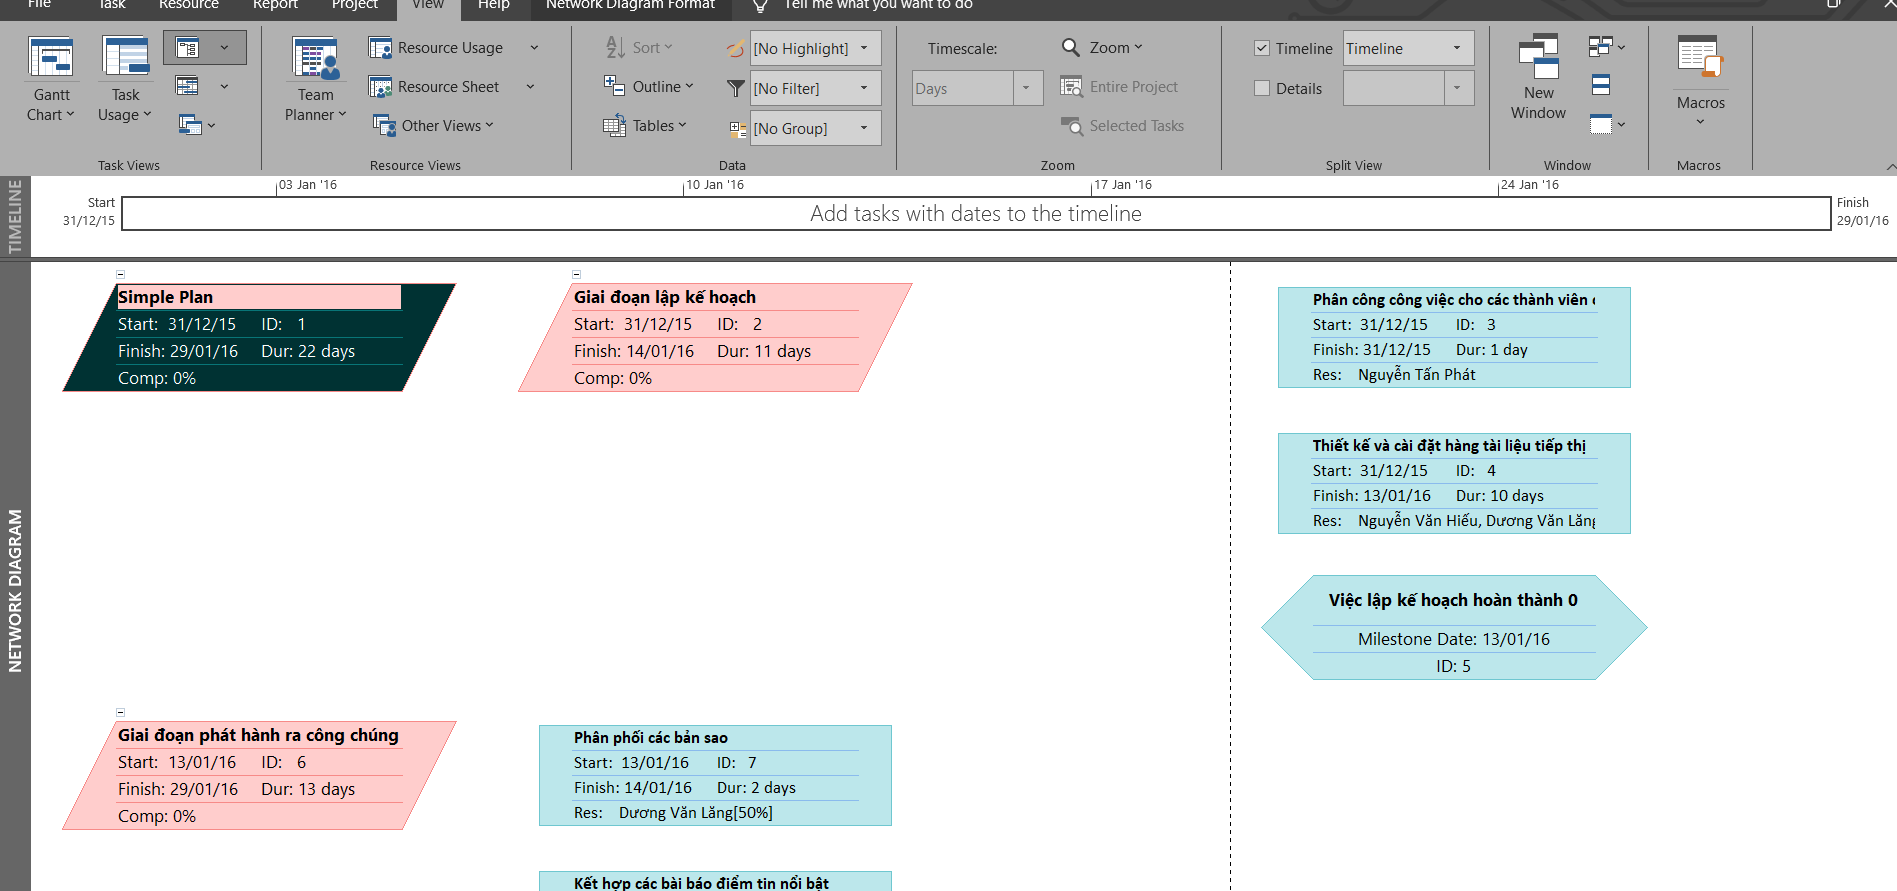 File Task Resource Report Project View Help Network Diagram Format Tell me what you want to do
Gantt Chart
Task Usage
Team Planner
Resource Usage
Resource Sheet
Other Views
Sort
Outline
Tables
[No Highlight]
[No Filter]
[No Group]
Timescale:
Days
Zoom
Entire Project
Selected Tasks
Timeline Timeline
Details
New Window
Macros
Task Views Resource Views Data Zoom Split View Window Macros
TIMELINE
03 Jan '16 10 Jan '16 17 Jan '16 24 Jan '16
Start
31/12/15
Add tasks with dates to the timeline
Finish
29/01/16
NETWORK DIAGRAM
Simple Plan
Start: 31/12/15 ID: 1
Finish: 29/01/16 Dur: 22 days
Comp: 0%
Giai đoạn lập kế hoạch
Start: 31/12/15 ID: 2
Finish: 14/01/16 Dur: 11 days
Comp: 0%
Phân công công việc cho các thành viên
Start: 31/12/15 ID: 3
Finish: 31/12/15 Dur: 1 day
Res: Nguyễn Tấn Phát
Thiết kế và cài đặt hàng tài liệu tiếp thị
Start: 31/12/15 ID: 4
Finish: 13/01/16 Dur: 10 days
Res: Nguyễn Văn Hiếu, Dương Văn Lăng
Việc lập kế hoạch hoàn thành 0
Milestone Date: 13/01/16
ID: 5
Giai đoạn phát hành ra công chúng
Start: 13/01/16 ID: 6
Finish: 29/01/16 Dur: 13 days
Comp: 0%
Phân phối các bản sao
Start: 13/01/16 ID: 7
Finish: 14/01/16 Dur: 2 days
Res: Dương Văn Lăng[50%]
Kết hợp các bài báo điểm tin nổi bật